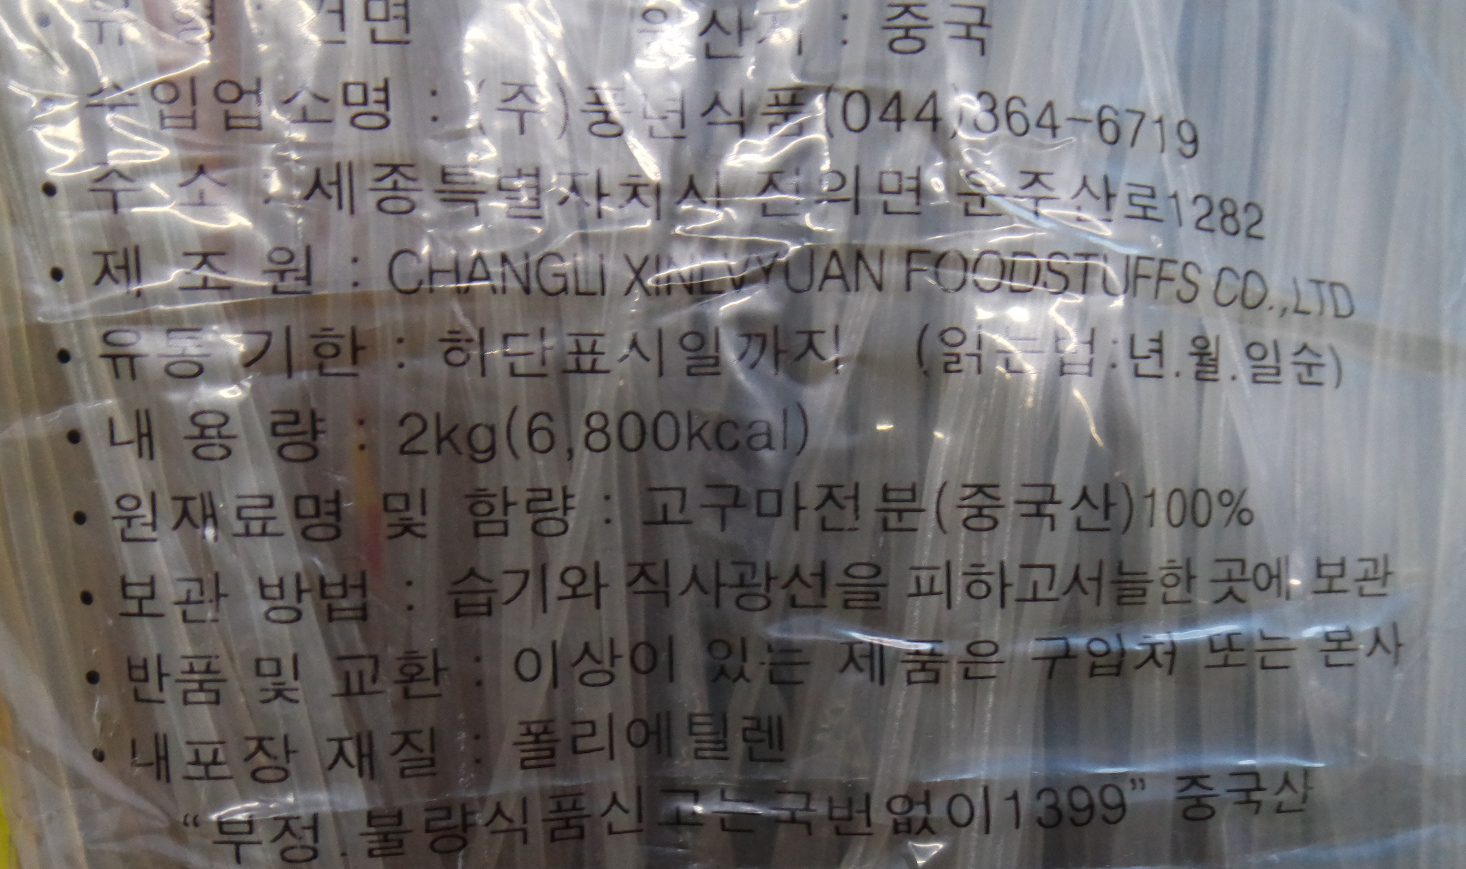 • 유 형 : 건면 원산지 : 중국
• 수입업소명 : (주)풍년식품(044)364-6719
• 주 소 : 세종특별자치시 전의면 운주산로1282
• 제 조 원 : CHANGLI XINLVYUAN FOODSTUFFS CO.,LTD
• 유통 기한 : 하단표시일까지 (읽는법:년.월.일순)
• 내 용 량 : 2kg(6,800kcal)
• 원재료명 및 함량 : 고구마전분(중국산)100%
• 보관 방법 : 습기와 직사광선을 피하고서늘한 곳에 보관
• 반품 및 교환 : 이상이 있는 제품은 구입처 또는 본사
• 내포장 재질 : 폴리에틸렌
“부정.불량식품신고는국번없이1399” 중국산